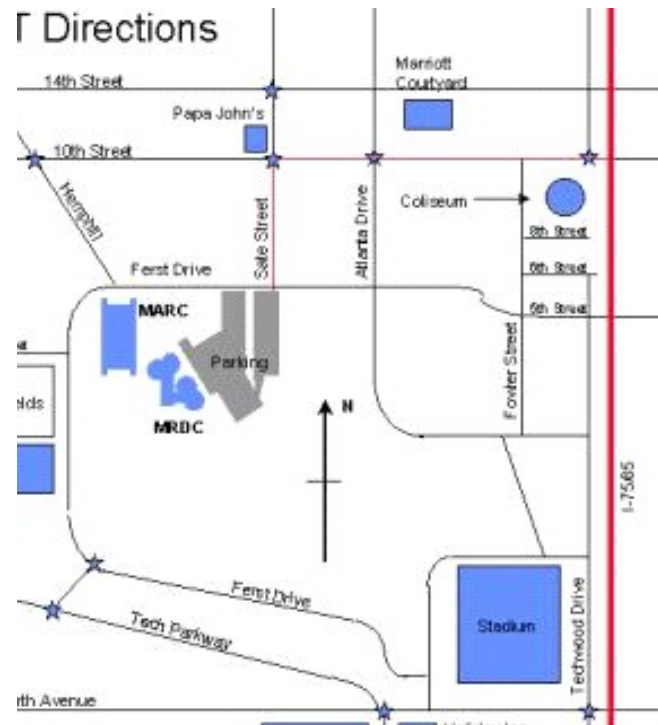 T Directions
Marriott
Courtyard
14th Street
Papa John's
10th Street
Hemphill
Sate Street
Atlanta Drive
Coliseum
8th Street
6th Street
5th Street
Ferst Drive
MARC
Parking
MRDC
N
Fowler Street
I-75/85
elds
Ferst Drive
Tech Parkway
Stadium
Techwood Drive
rth Avenue